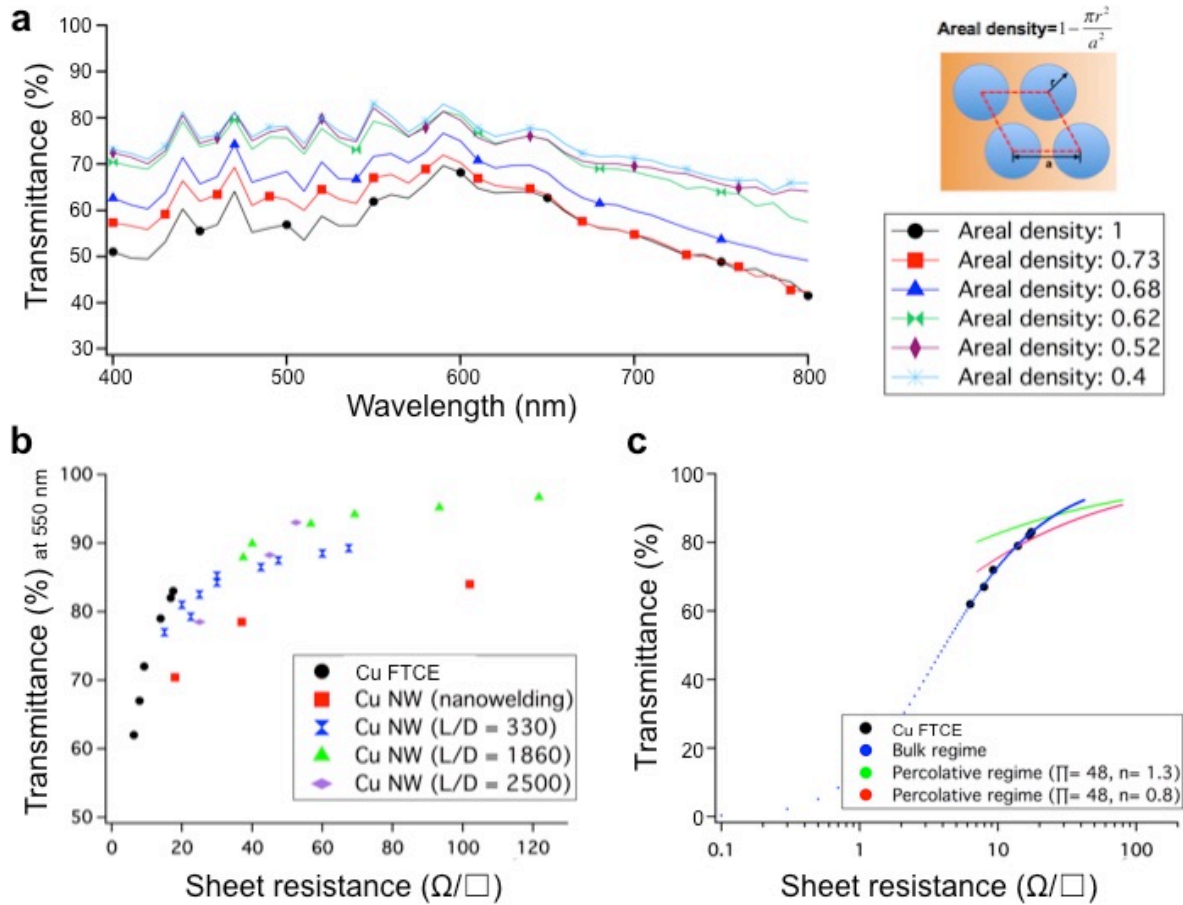 a
Transmittance (%)
100
90
80
70
60
50
40
30
400
500
600
700
800
Wavelength (nm)
Areal density=1−πr²/a²
r
a
Areal density: 1
Areal density: 0.73
Areal density: 0.68
Areal density: 0.62
Areal density: 0.52
Areal density: 0.4
b
Transmittance (%) at 550 nm
100
90
80
70
60
50
0
20
40
60
80
100
120
Sheet resistance (Ω/□)
Cu FTCE
Cu NW (nanowelding)
Cu NW (L/D = 330)
Cu NW (L/D = 1860)
Cu NW (L/D = 2500)
c
Transmittance (%)
100
80
60
40
20
0
0.1
1
10
100
Sheet resistance (Ω/□)
Cu FTCE
Bulk regime
Percolative regime (∏= 48, n= 1.3)
Percolative regime (∏= 48, n= 0.8)